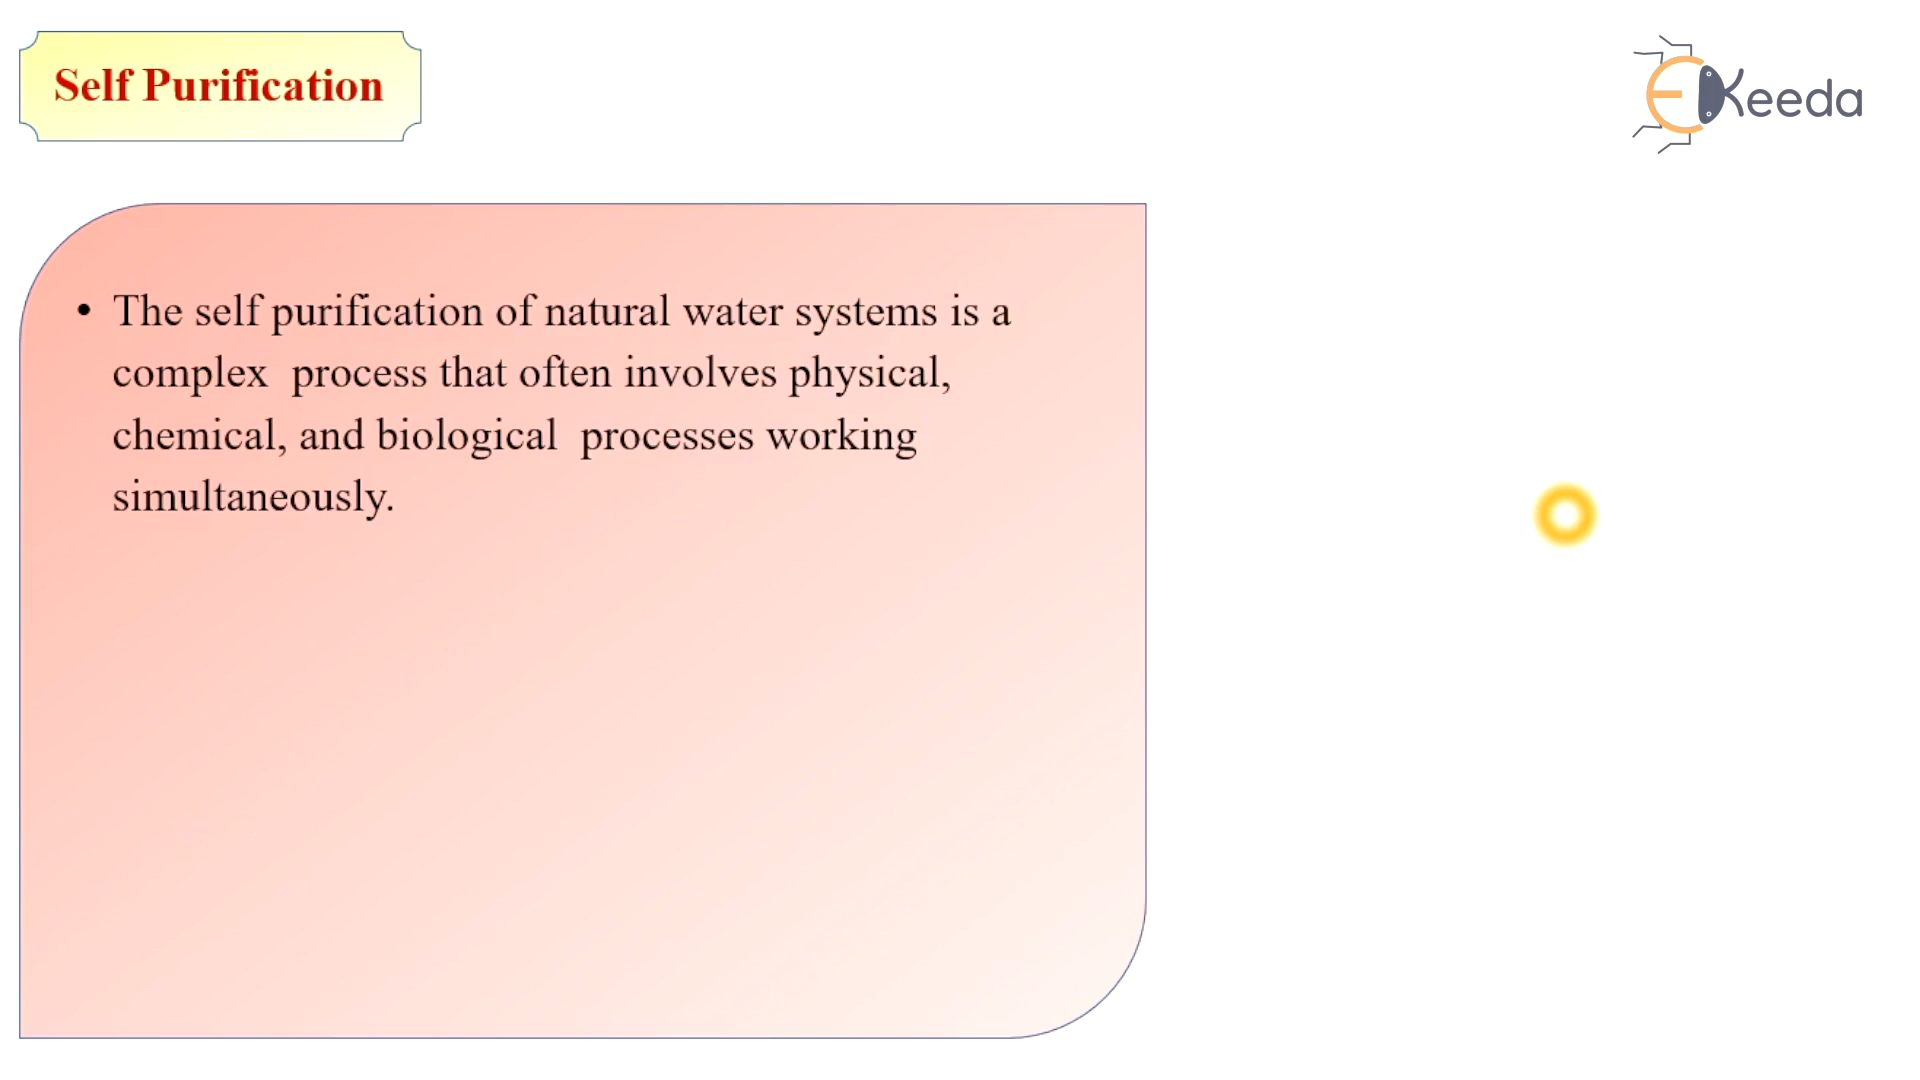 Self Purification
EKeeda
• The self purification of natural water systems is a
complex process that often involves physical,
chemical, and biological processes working
simultaneously.